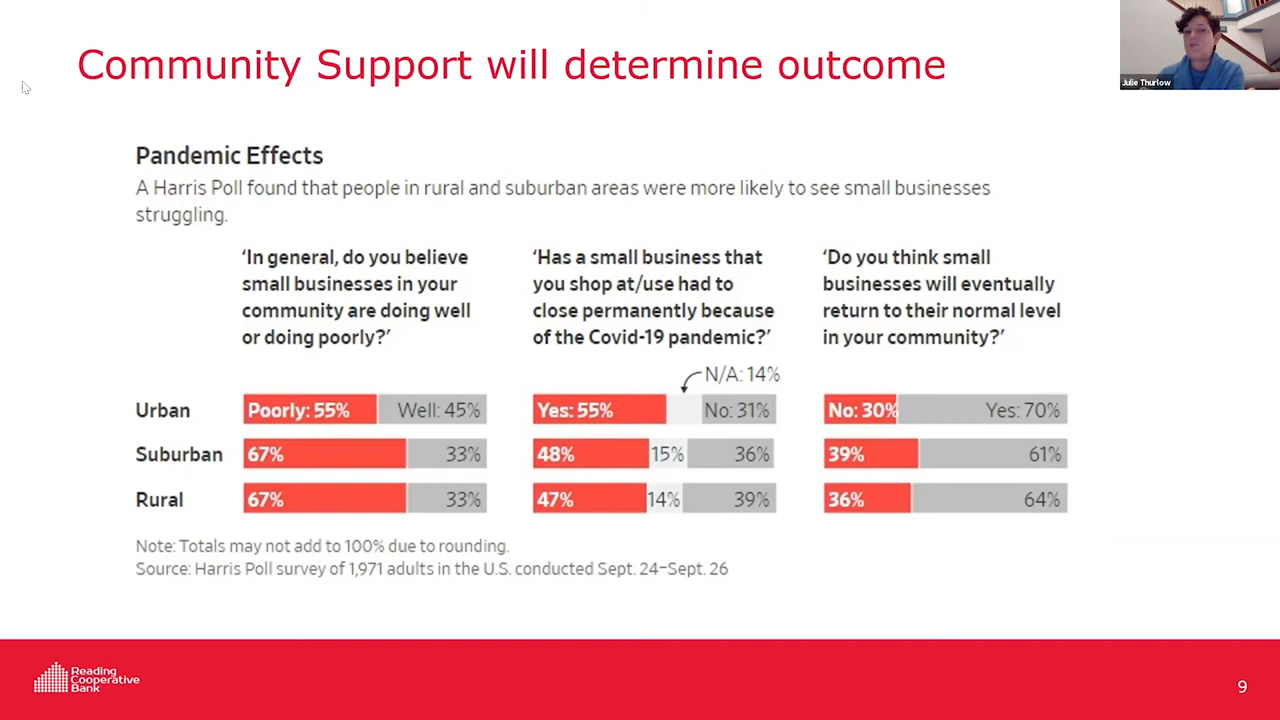 Community Support will determine outcome
Julie Thurlow
Pandemic Effects
A Harris Poll found that people in rural and suburban areas were more likely to see small businesses
struggling.
‘In general, do you believe
small businesses in your
community are doing well
or doing poorly?’
‘Has a small business that
you shop at/use had to
close permanently because
of the Covid-19 pandemic?’
‘Do you think small
businesses will eventually
return to their normal level
in your community?’
N/A: 14%
Urban Poorly: 55% Well: 45% Yes: 55% No: 31% No: 30% Yes: 70%
Suburban 67% 33% 48% 15% 36% 39% 61%
Rural 67% 33% 47% 14% 39% 36% 64%
Note: Totals may not add to 100% due to rounding.
Source: Harris Poll survey of 1,971 adults in the U.S. conducted Sept. 24–Sept. 26
Reading
Cooperative
Bank
9